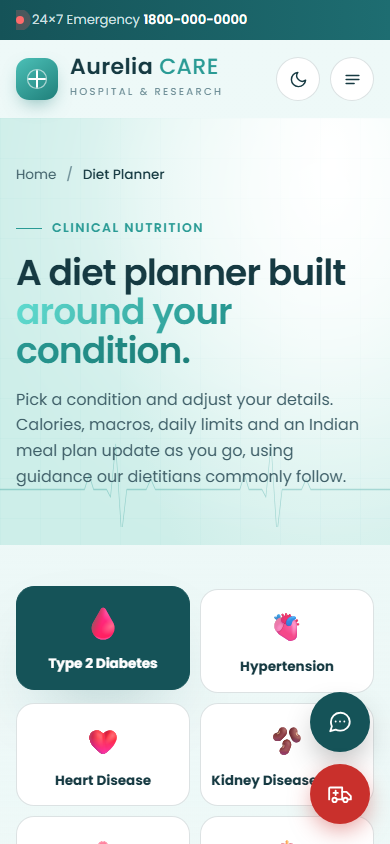 24×7 Emergency 1800-000-0000
Aurelia CARE
HOSPITAL & RESEARCH
Home / Diet Planner
CLINICAL NUTRITION
A diet planner built
around your
condition.
Pick a condition and adjust your details.
Calories, macros, daily limits and an Indian
meal plan update as you go, using
guidance our dietitians commonly follow.
Type 2 Diabetes
Hypertension
Heart Disease
Kidney Disease